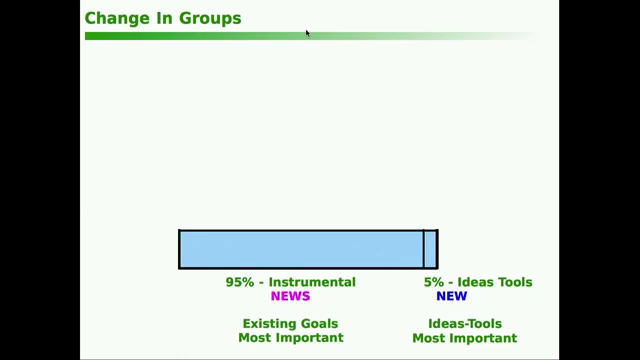 Change In Groups
95% - Instrumental
NEWS
5% - Ideas Tools
NEW
Existing Goals
Most Important
Ideas-Tools
Most Important